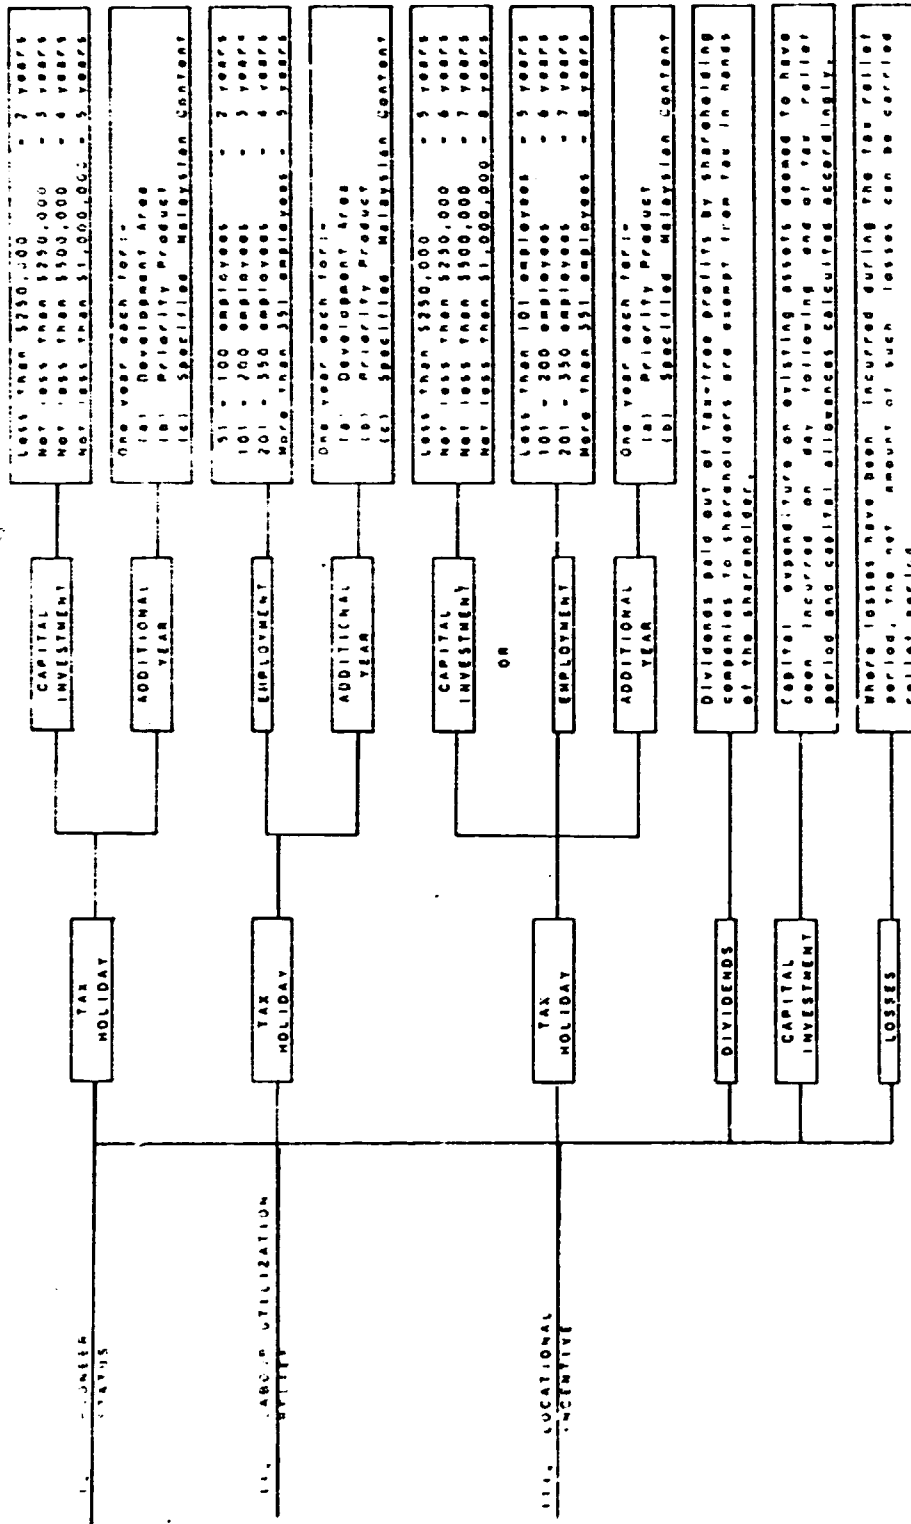 I. PIONEER
STATUS
TAX
HOLIDAY
CAPITAL
INVESTMENT
Less than $250,000 - 2 years
Not less than $250,000 - 3 years
Not less than $500,000 - 4 years
Not less than $1,000,000 - 5 years
ADDITIONAL
YEAR
One year each for:-
(a) Development Area
(b) Priority Product
(c) Specified Malaysian Content
II. LABOUR UTILIZATION
RELIEF
TAX
HOLIDAY
EMPLOYMENT
51 - 100 employees - 2 years
101 - 200 employees - 3 years
201 - 350 employees - 4 years
More than 351 employees - 5 years
ADDITIONAL
YEAR
One year each for:-
(a) Development Area
(b) Priority Product
(c) Specified Malaysian Content
III. LOCATIONAL
INCENTIVE
TAX
HOLIDAY
CAPITAL
INVESTMENT
Less than $250,000 - 5 years
Not less than $250,000 - 6 years
Not less than $500,000 - 7 years
Not less than $1,000,000 - 8 years
OR
EMPLOYMENT
Less than 101 employees - 5 years
101 - 200 employees - 6 years
201 - 350 employees - 7 years
More than 351 employees - 8 years
ADDITIONAL
YEAR
One year each for:-
(a) Priority Product
(b) Specified Malaysian Content
DIVIDENDS
Dividends paid out of tax-free profits by shareholding
companies to shareholders are exempt from tax in hands
of the shareholder.
CAPITAL
INVESTMENT
Capital expenditure on existing assets deemed to have
been incurred on day following end of tax relief
period and capital allowances calculted accordingly.
LOSSES
Where losses have been incurred during the tax relief
period, the net amount of such losses can be carried